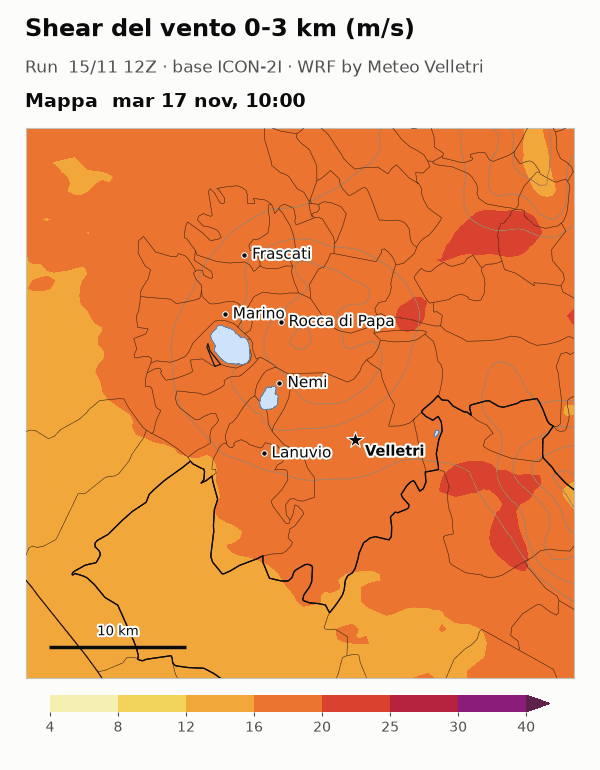 Shear del vento 0-3 km (m/s)
Run  15/11 12Z · base ICON-2I · WRF by Meteo Velletri
Mappa  mar 17 nov, 10:00
Frascati
Marino
Rocca di Papa
Nemi
Velletri
Lanuvio
10 km
4 8 12 16 20 25 30 40